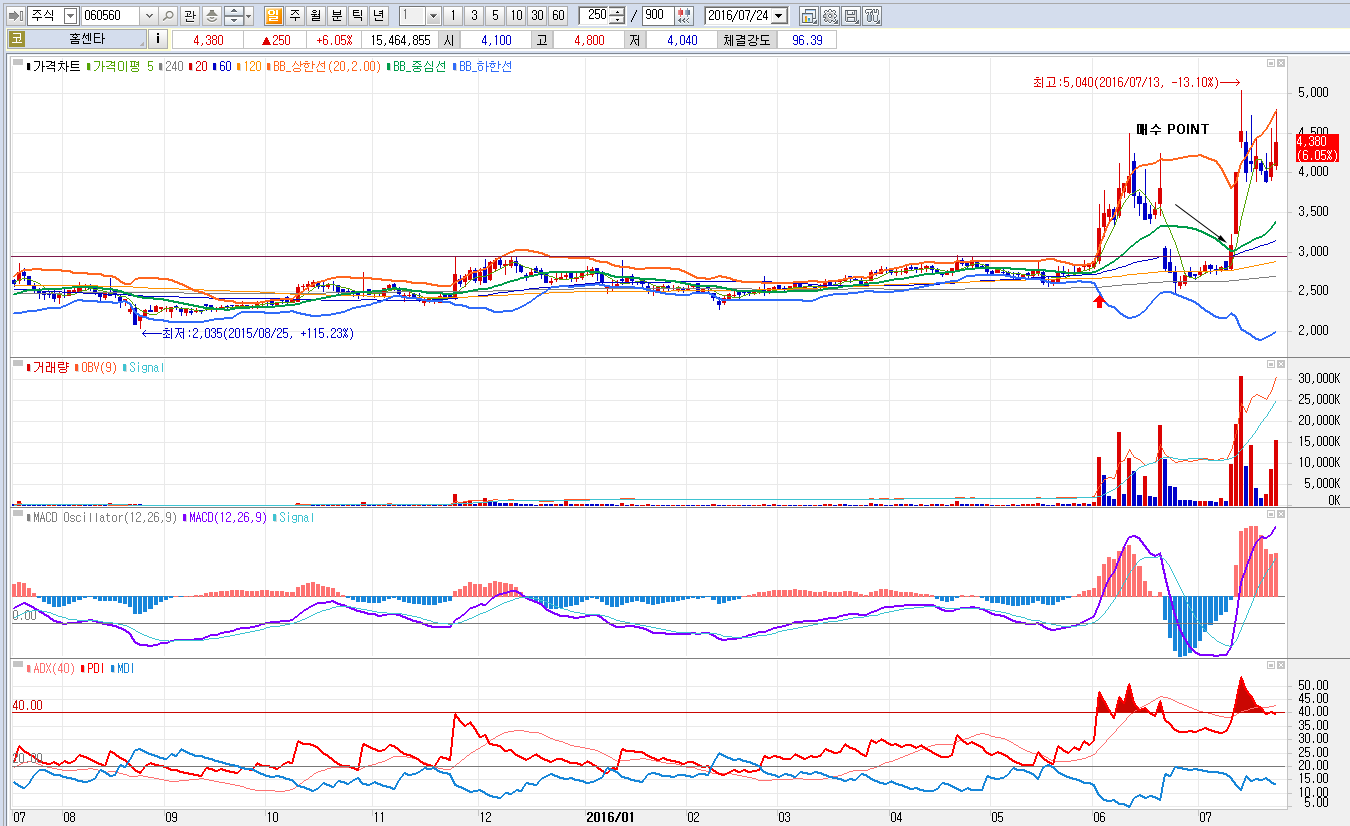 주식 060560 관 일 주 월 분 틱 년 1 1 3 5 10 30 60 250 / 900 2016/07/24
코 홈센타 i 4,380 ▲250 +6.05% 15,464,855 시 4,100 고 4,800 저 4,040 체결강도 96.39
가격차트 가격이평 5 240 20 60 120 BB_상한선(20,2.00) BB_중심선 BB_하한선
최고:5,040(2016/07/13, -13.10%)→
5,000
매수 POINT
4,500
4,380
(6.05%)
4,000
3,500
3,000
2,500
←최저:2,035(2015/08/25, +115.23%)
2,000
거래량 OBV(9) Signal
30,000K
25,000K
20,000K
15,000K
10,000K
5,000K
0K
MACD Oscillator(12,26,9) MACD(12,26,9) Signal
0.00
ADX(40) PDI MDI
50.00
45.00
40.00 40.00
35.00
30.00
25.00
20.00 20.00
15.00
10.00
5.00
07 08 09 10 11 12 2016/01 02 03 04 05 06 07